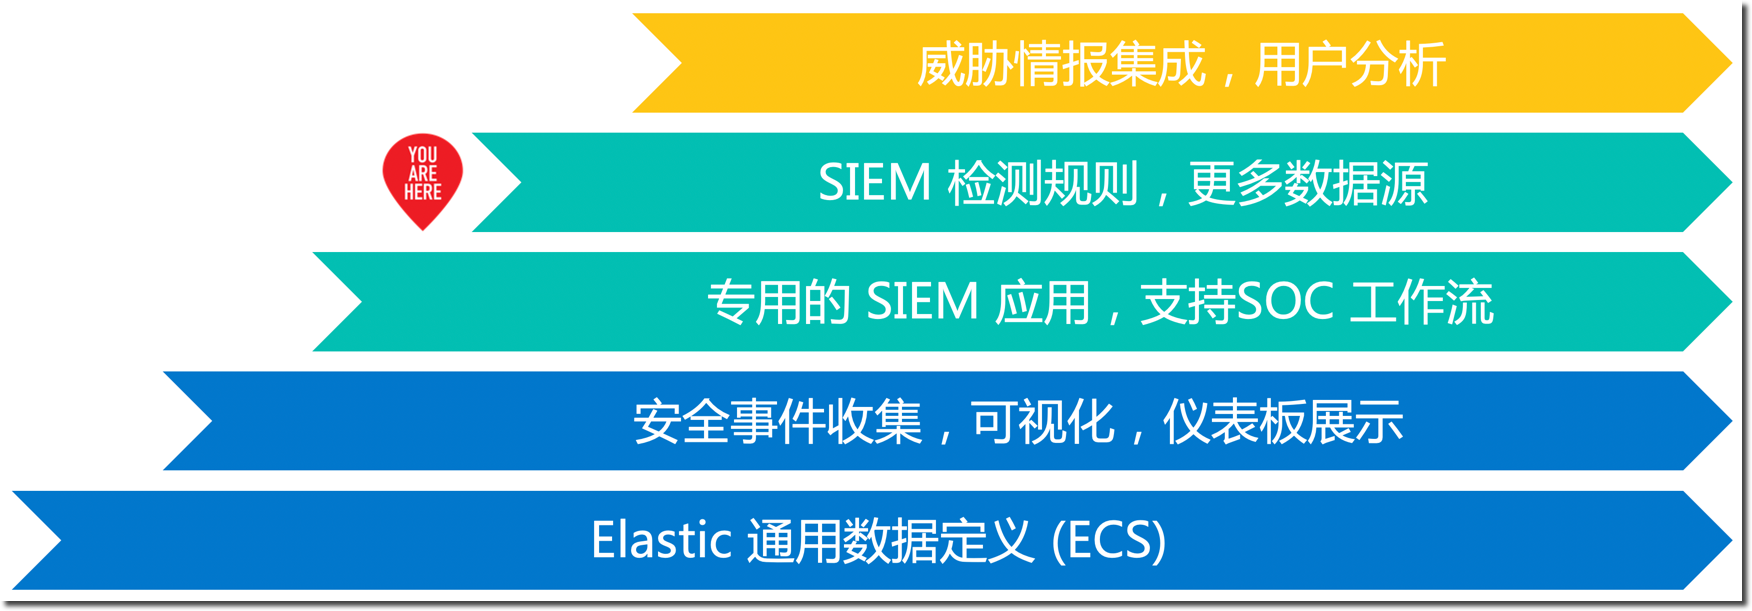 威胁情报集成，用户分析
YOU
ARE
HERE
SIEM 检测规则，更多数据源
专用的 SIEM 应用，支持SOC 工作流
安全事件收集，可视化，仪表板展示
Elastic 通用数据定义 (ECS)